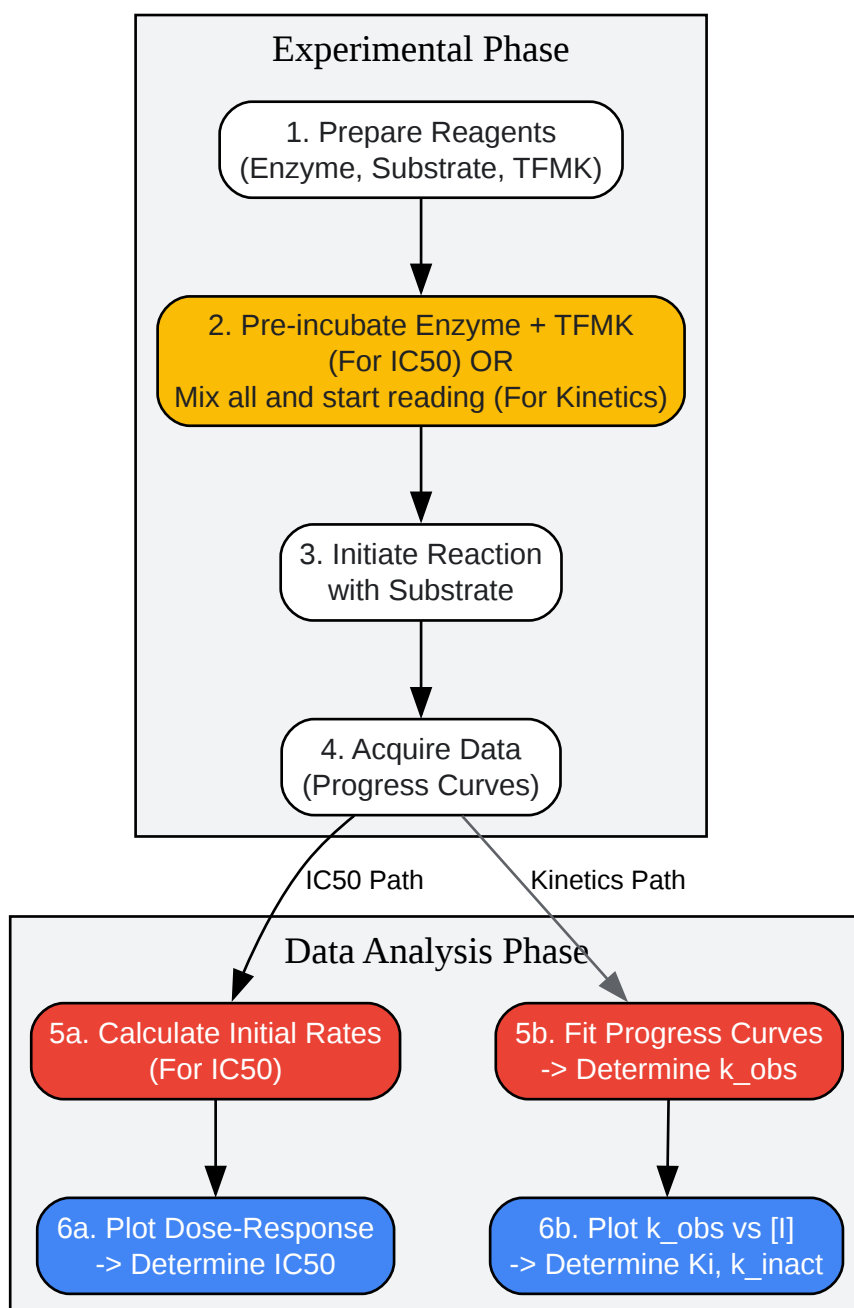 Experimental Phase
1. Prepare Reagents
(Enzyme, Substrate, TFMK)
2. Pre-incubate Enzyme + TFMK
(For IC50) OR
Mix all and start reading (For Kinetics)
3. Initiate Reaction
with Substrate
4. Acquire Data
(Progress Curves)
IC50 Path
Kinetics Path
Data Analysis Phase
5a. Calculate Initial Rates
(For IC50)
5b. Fit Progress Curves
-> Determine k_obs
6a. Plot Dose-Response
-> Determine IC50
6b. Plot k_obs vs [I]
-> Determine Ki, k_inact